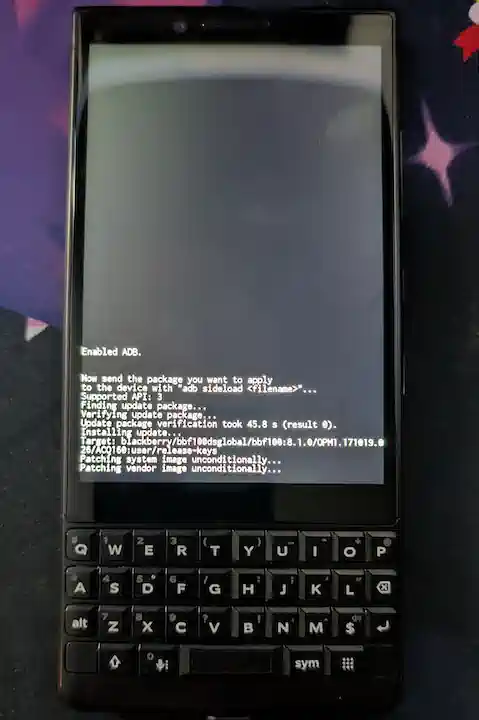 Enabled ADB.
Now send the package you want to apply
to the device with "adb sideload <filename>"...
Supported API: 3
Finding update package...
Verifying update package...
Update package verification took 45.8 s (result 0).
Installing update...
Target: blackberry/bbf100dsglobal/bbf100:8.1.0/OPM1.171019.0
26/ACQ160:user/release-keys
Patching system image unconditionally...
Patching vendor image unconditionally...
Q W E R T Y U I O P
A S D F G H J K L
alt Z X C V B N M $
sym